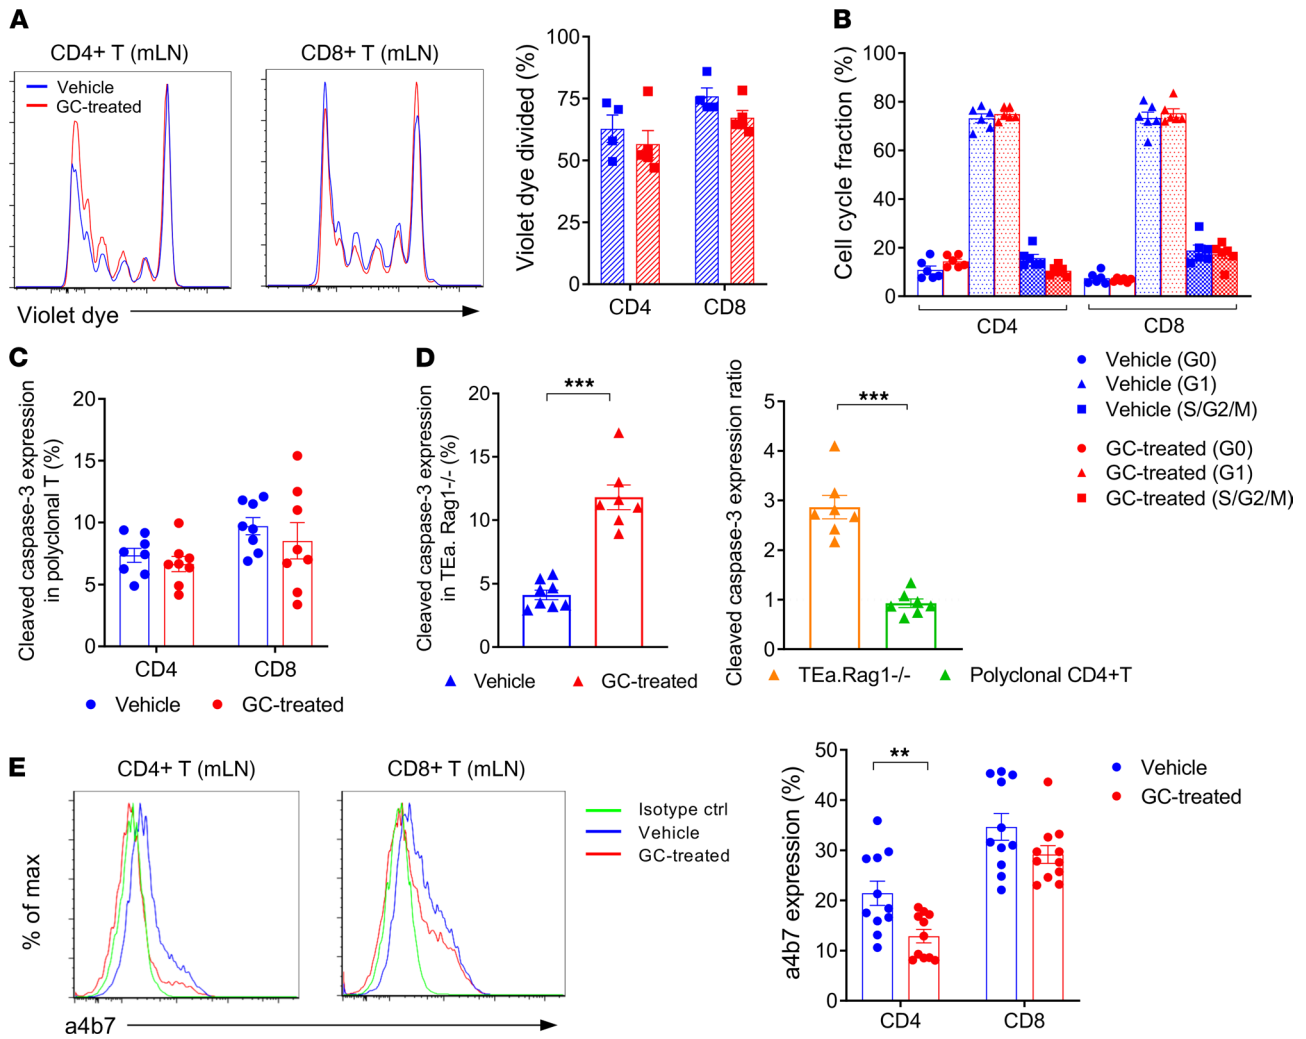 A
CD4+ T (mLN)
CD8+ T (mLN)
Vehicle
GC-treated
Violet dye
Violet dye divided (%)
100
75
50
25
0
CD4
CD8
B
Cell cycle fraction (%)
100
80
60
40
20
0
CD4
CD8
Vehicle (G0)
Vehicle (G1)
Vehicle (S/G2/M)
GC-treated (G0)
GC-treated (G1)
GC-treated (S/G2/M)
C
Cleaved caspase-3 expression
in polyclonal T (%)
20
15
10
5
0
CD4
CD8
Vehicle
GC-treated
D
Cleaved caspase-3 expression
in TEa. Rag1-/- (%)
20
15
10
5
0
***
Vehicle
GC-treated
Cleaved caspase-3 expression ratio
5
4
3
2
1
0
***
TEa.Rag1-/-
Polyclonal CD4+T
E
CD4+ T (mLN)
CD8+ T (mLN)
% of max
a4b7
Isotype ctrl
Vehicle
GC-treated
a4b7 expression (%)
50
40
30
20
10
0
**
CD4
CD8
Vehicle
GC-treated